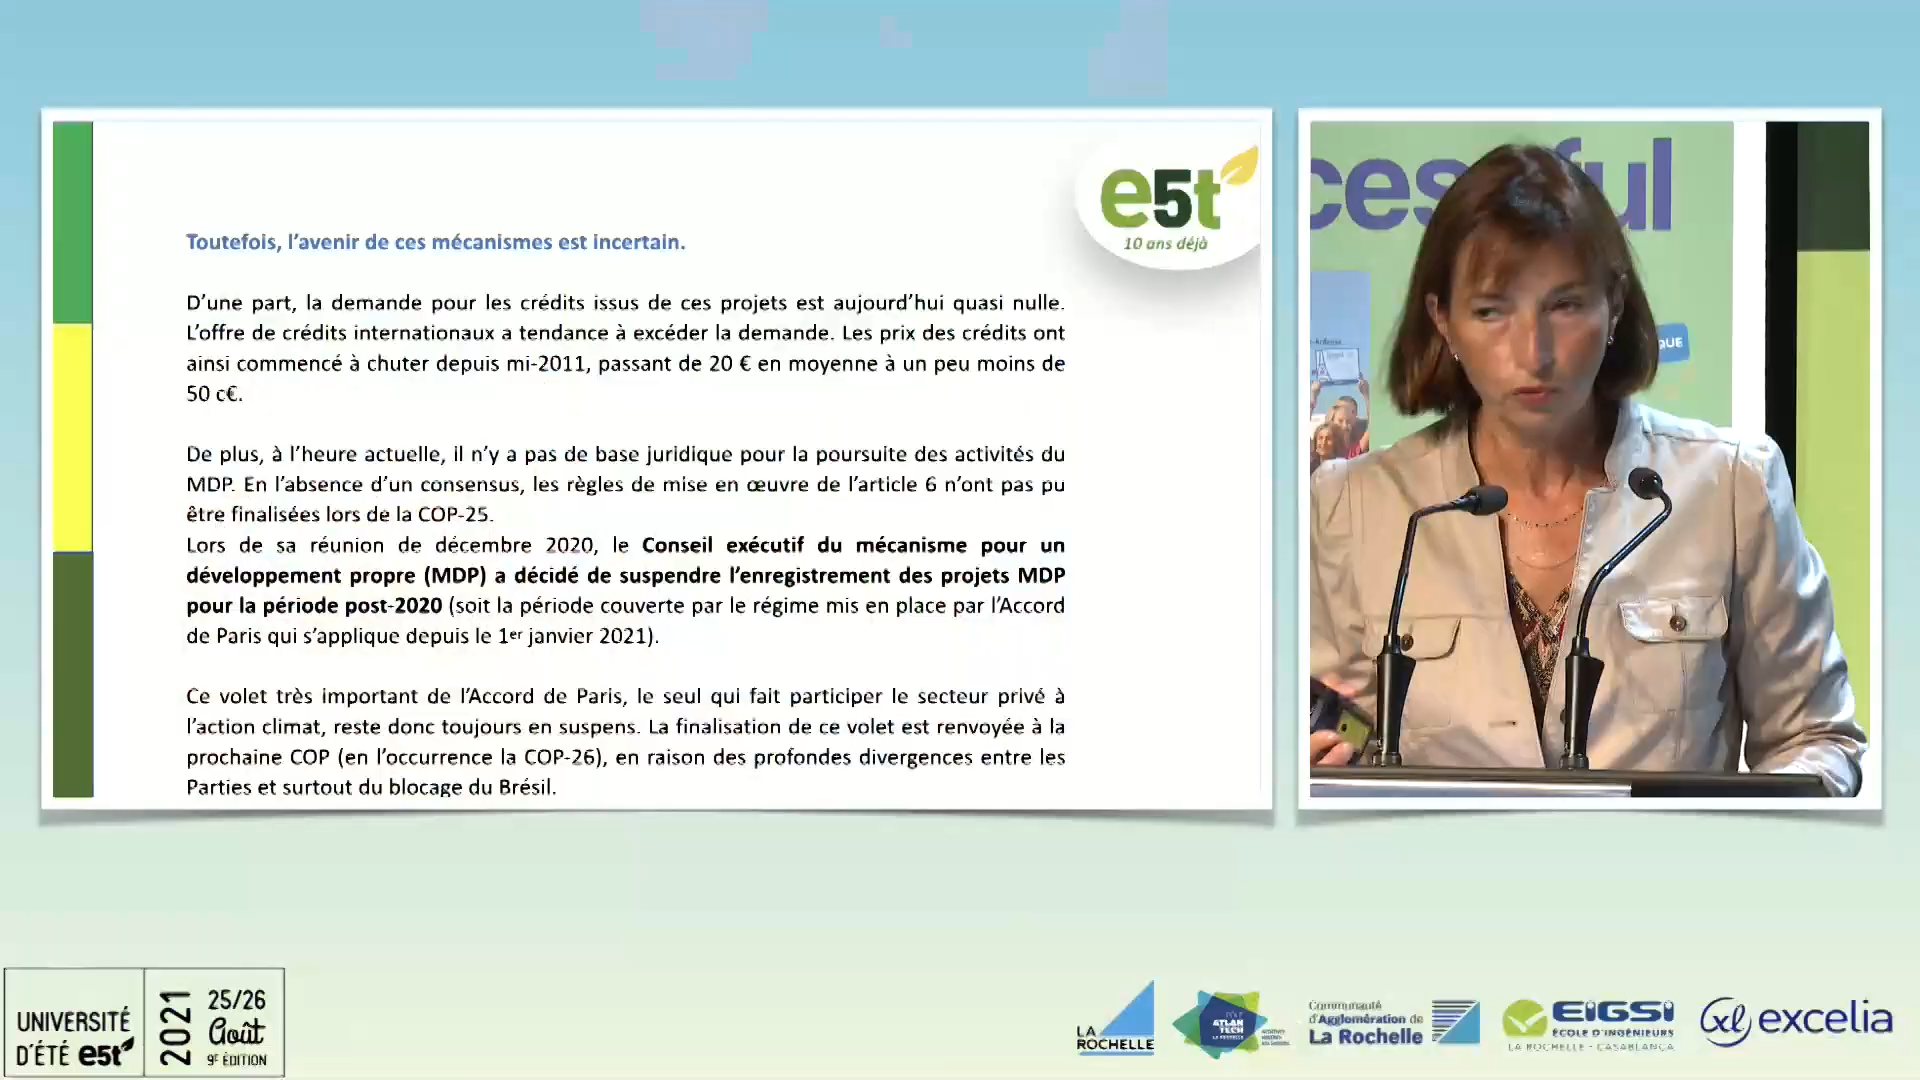 e5t
10 ans déjà
Toutefois, l'avenir de ces mécanismes est incertain.
D'une part, la demande pour les crédits issus de ces projets est aujourd'hui quasi nulle.
L'offre de crédits internationaux a tendance à excéder la demande. Les prix des crédits ont
ainsi commencé à chuter depuis mi-2011, passant de 20 € en moyenne à un peu moins de
50 c€.
De plus, à l'heure actuelle, il n'y a pas de base juridique pour la poursuite des activités du
MDP. En l'absence d'un consensus, les règles de mise en œuvre de l'article 6 n'ont pas pu
être finalisées lors de la COP-25.
Lors de sa réunion de décembre 2020, le Conseil exécutif du mécanisme pour un
développement propre (MDP) a décidé de suspendre l'enregistrement des projets MDP
pour la période post-2020 (soit la période couverte par le régime mis en place par l'Accord
de Paris qui s'applique depuis le 1er janvier 2021).
Ce volet très important de l'Accord de Paris, le seul qui fait participer le secteur privé à
l'action climat, reste donc toujours en suspens. La finalisation de ce volet est renvoyée à la
prochaine COP (en l'occurrence la COP-26), en raison des profondes divergences entre les
Parties et surtout du blocage du Brésil.
UNIVERSITÉ
D'ÉTÉ e5t
2021
25/26
Août
9E ÉDITION
LA
ROCHELLE
ATLAN
TECH
Communauté
d'Agglomération de
La Rochelle
EIGSI
ÉCOLE D'INGÉNIEURS
LA ROCHELLE - CASABLANCA
xl excelia